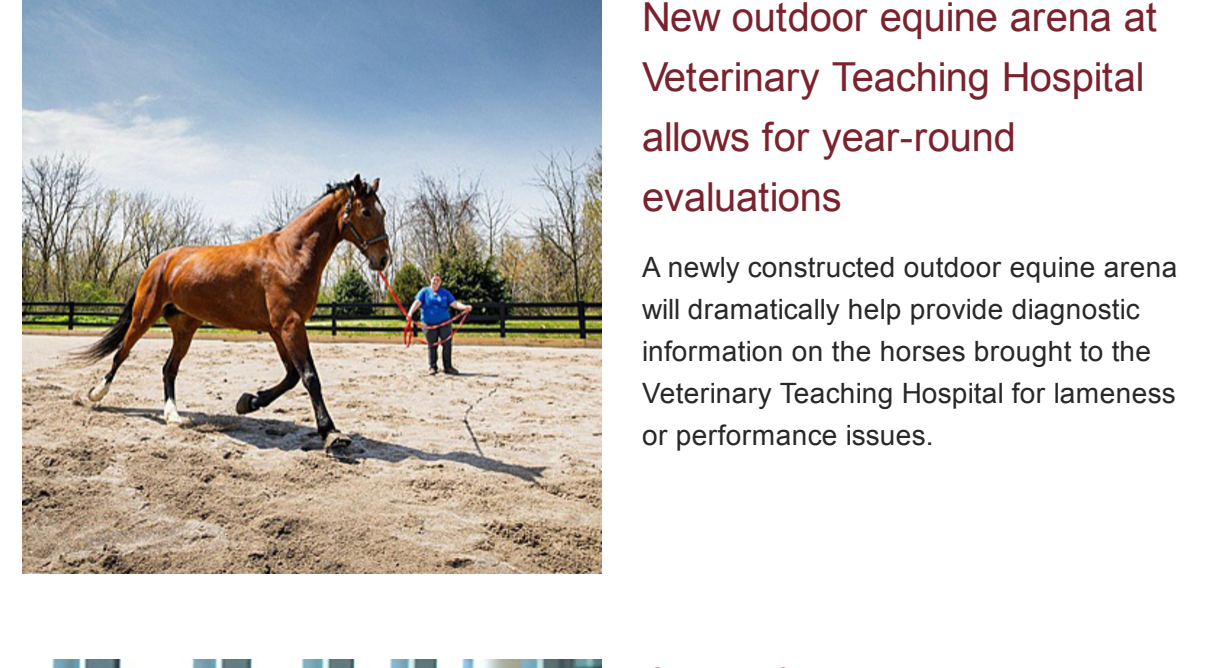 New outdoor equine arena at
Veterinary Teaching Hospital
allows for year-round
evaluations
A newly constructed outdoor equine arena
will dramatically help provide diagnostic
information on the horses brought to the
Veterinary Teaching Hospital for lameness
or performance issues.